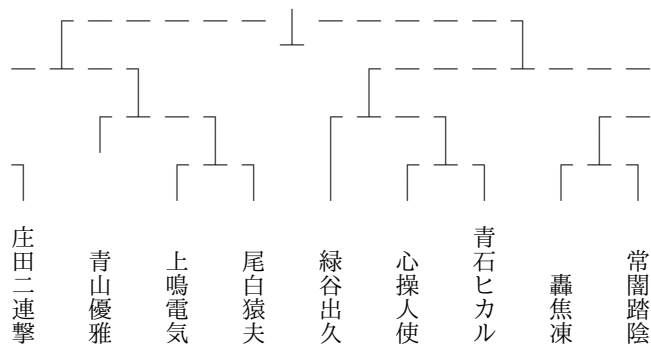 庄田二連撃
青山優雅
上鳴電気
尾白猿夫
緑谷出久
心操人使
青石ヒカル
轟焦凍
常闇踏陰